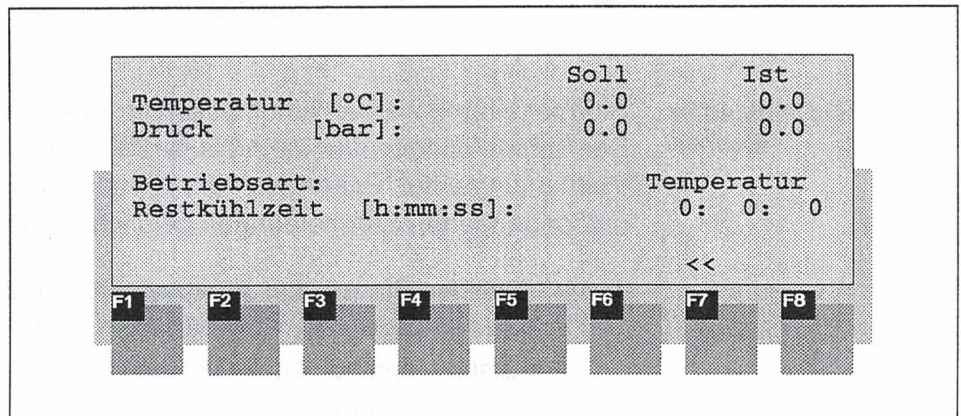 Soll Ist
Temperatur [°C]: 0.0 0.0
Druck [bar]: 0.0 0.0
Betriebsart: Temperatur
Restkühlzeit [h:mm:ss]: 0: 0: 0
<<
F1 F2 F3 F4 F5 F6 F7 F8